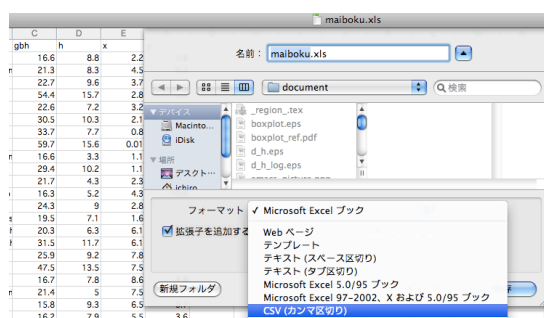 maiboku.xls
C D E
gbh h x
名前： maiboku.xls
16.6 8.8 2.2
21.3 8.3 4.5
22.7 9.6 3.7
document
検索
54.4 15.7 2.8
22.6 7.2 3.2
▼デバイス
_region_.tex
30.5 10.3 2.1
Macinto...
boxplot.eps
33.7 7.7 0.8
iDisk
boxplot_ref.pdf
59.7 15.6 0.01
d_h.eps
16.6 3.3 1.1
▼場所
d_h_log.eps
29.4 10.2 1.1
デスクト...
21.7 4.3 2.3
ichiro
16.3 5.2 4.3
24.3 9 2.8
フォーマット ✓ Microsoft Excel ブック
19.5 7.1 1.6
20.3 6.3 6.1
拡張子を追加する
Web ページ
31.5 11.7 6.1
テンプレート
25.9 9.2 7.8
テキスト (スペース区切り)
47.5 13.5 7.5
テキスト (タブ区切り)
16.7 7.8 8.6
新規フォルダ
Microsoft Excel 5.0/95 ブック
21.4 5 7.5
Microsoft Excel 97-2002、X および 5.0/95 ブック
15.8 9.3 6.5
CSV (カンマ区切り)
16.2 7.9 5.5 3.6